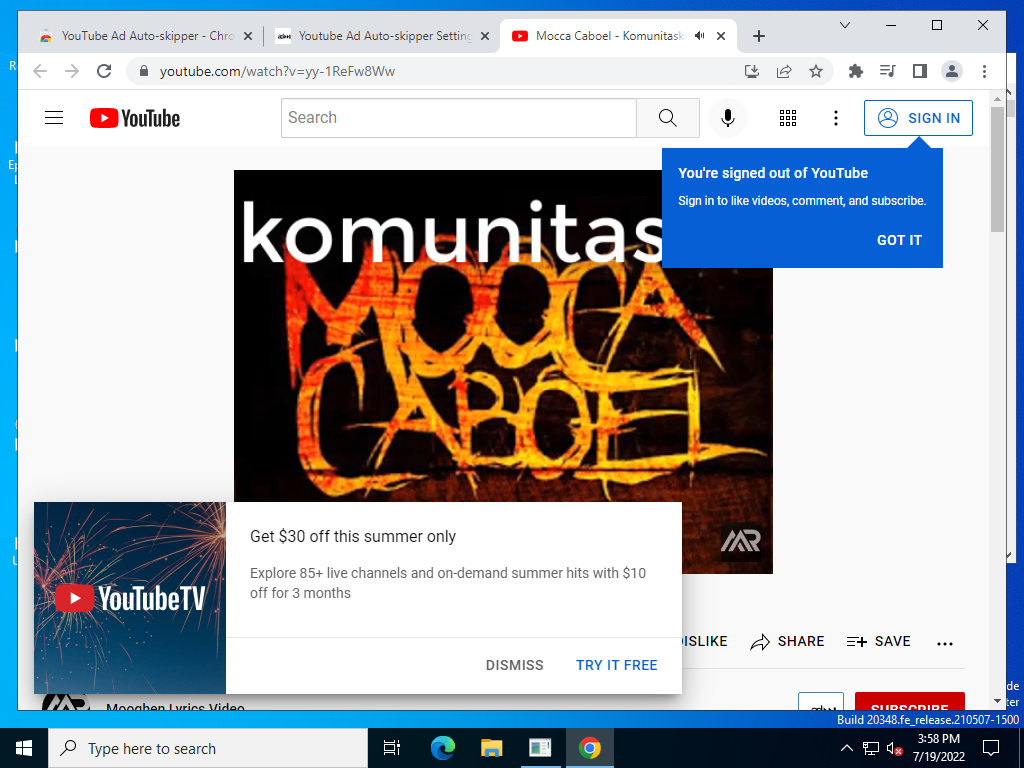 YouTube Ad Auto-skipper - Chro
Youtube Ad Auto-skipper Setting
Mocca Caboel - Komunitask
youtube.com/watch?v=yy-1ReFw8Ww
YouTube
Search
SIGN IN
You're signed out of YouTube
Sign in to like videos, comment, and subscribe.
GOT IT
komunitas
MOCCA
CABOEL
MR
YouTubeTV
Get $30 off this summer only
Explore 85+ live channels and on-demand summer hits with $10
off for 3 months
DISMISS
TRY IT FREE
DISLIKE
SHARE
SAVE
Mooghen Lyrics Video
SUBSCRIBE
Build 20348.fe_release.210507-1500
Type here to search
3:58 PM
7/19/2022